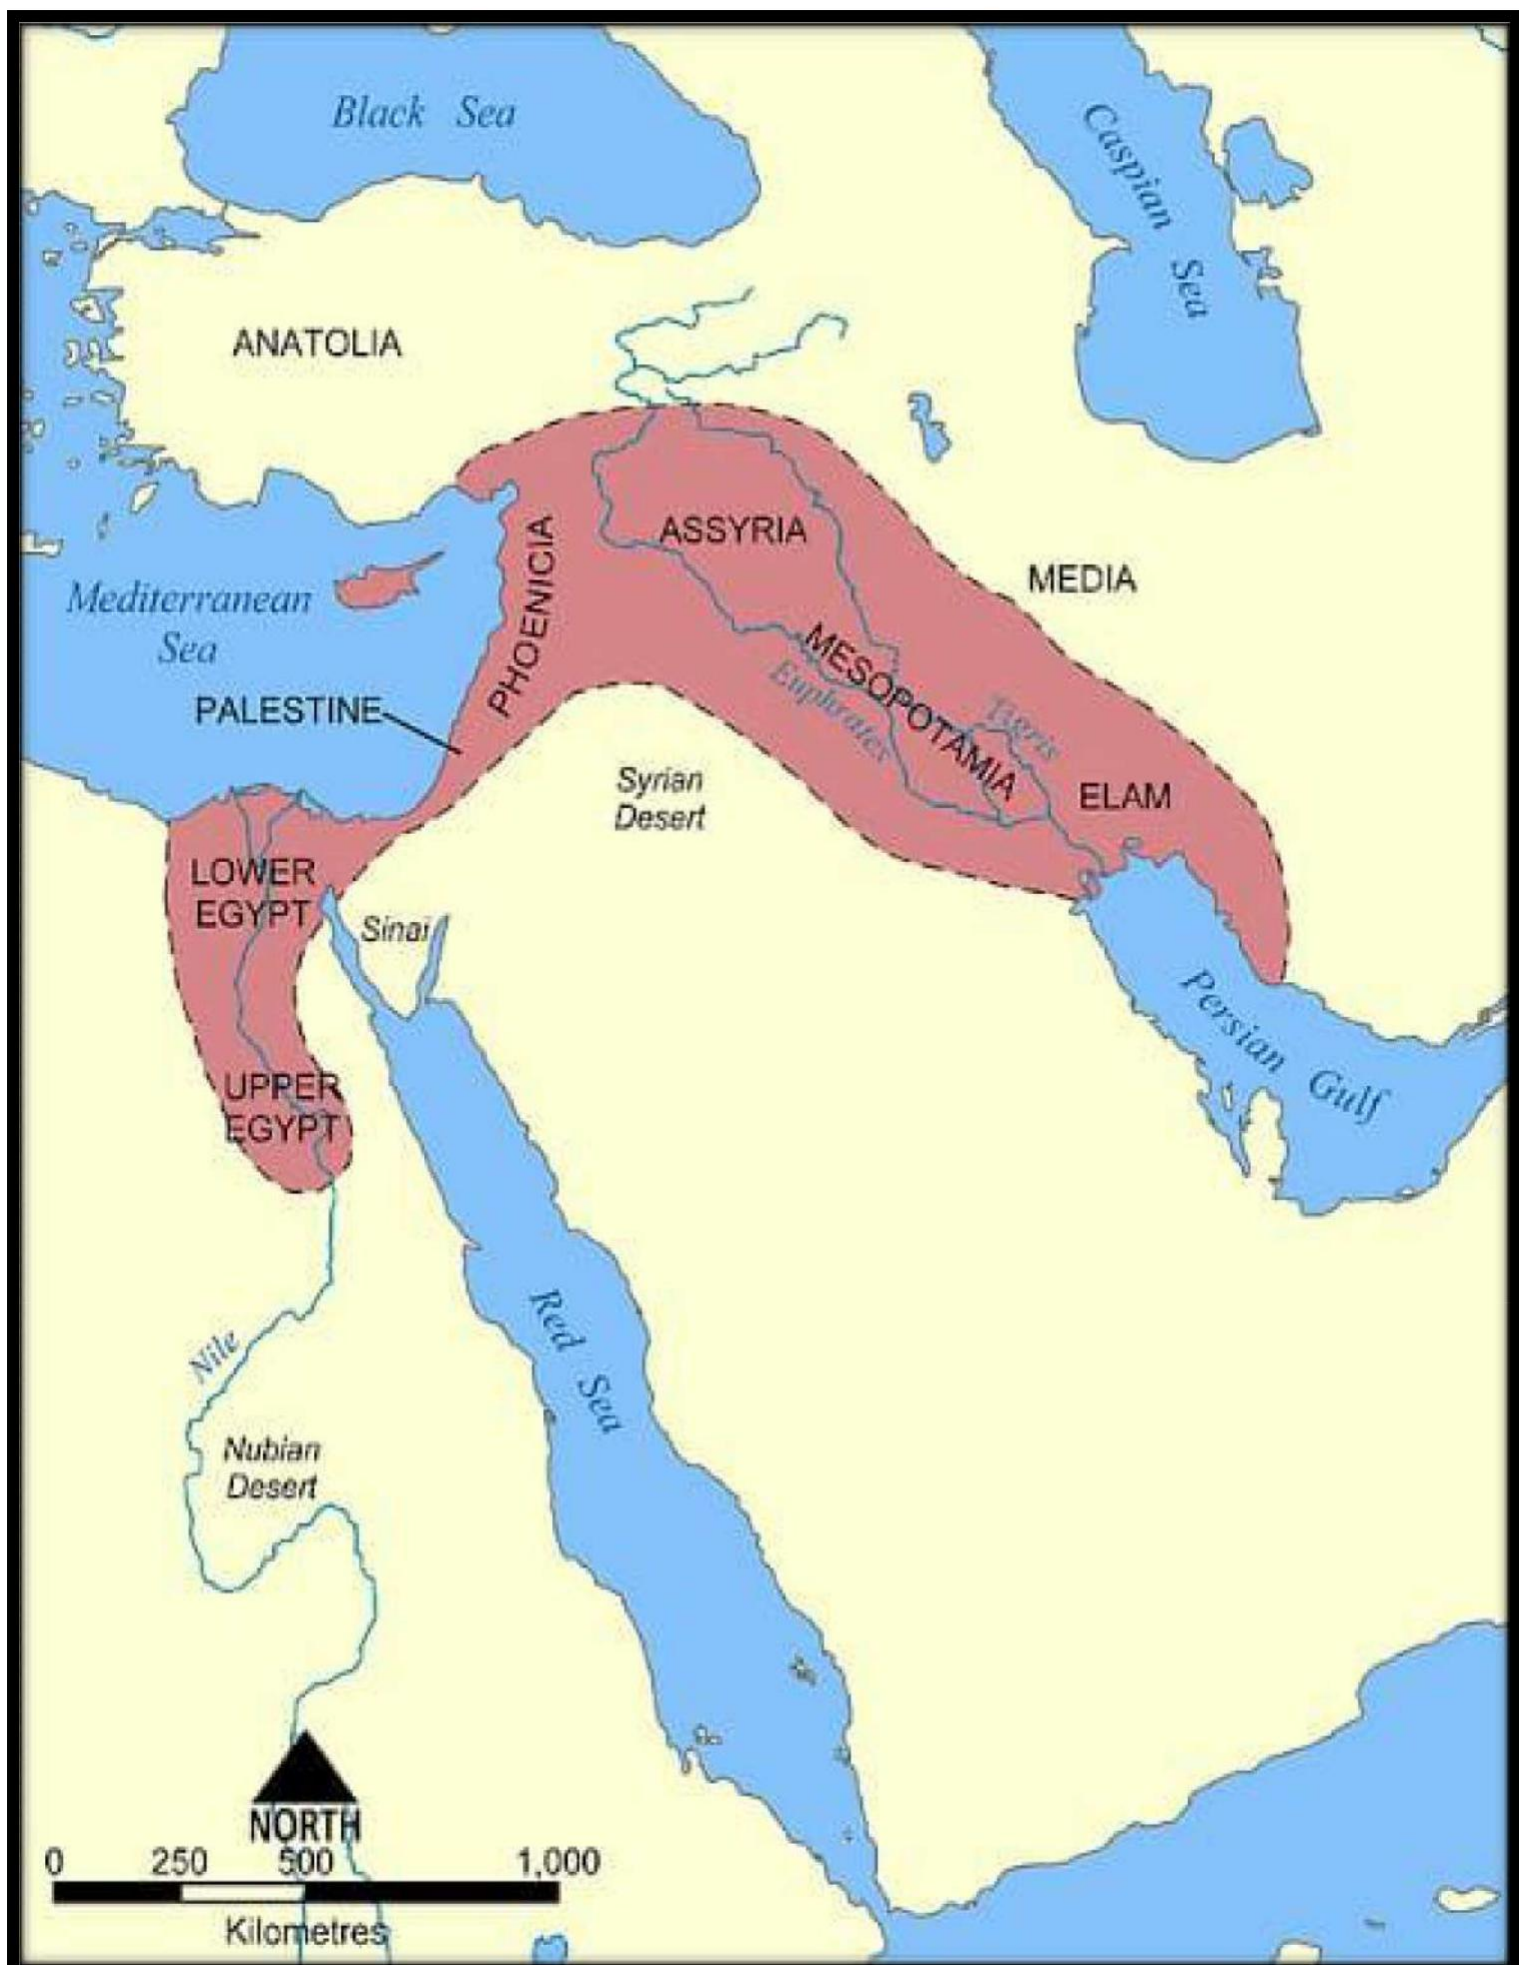 Black Sea
Caspian Sea
ANATOLIA
ASSYRIA
MEDIA
PHOENICIA
Mediterranean
Sea
MESOPOTAMIA
Euphrates
Tigris
PALESTINE
Syrian
Desert
ELAM
LOWER
EGYPT
Sinai
Persian Gulf
UPPER
EGYPT
Red Sea
Nile
Nubian
Desert
NORTH
0 250 500 1,000
Kilometres